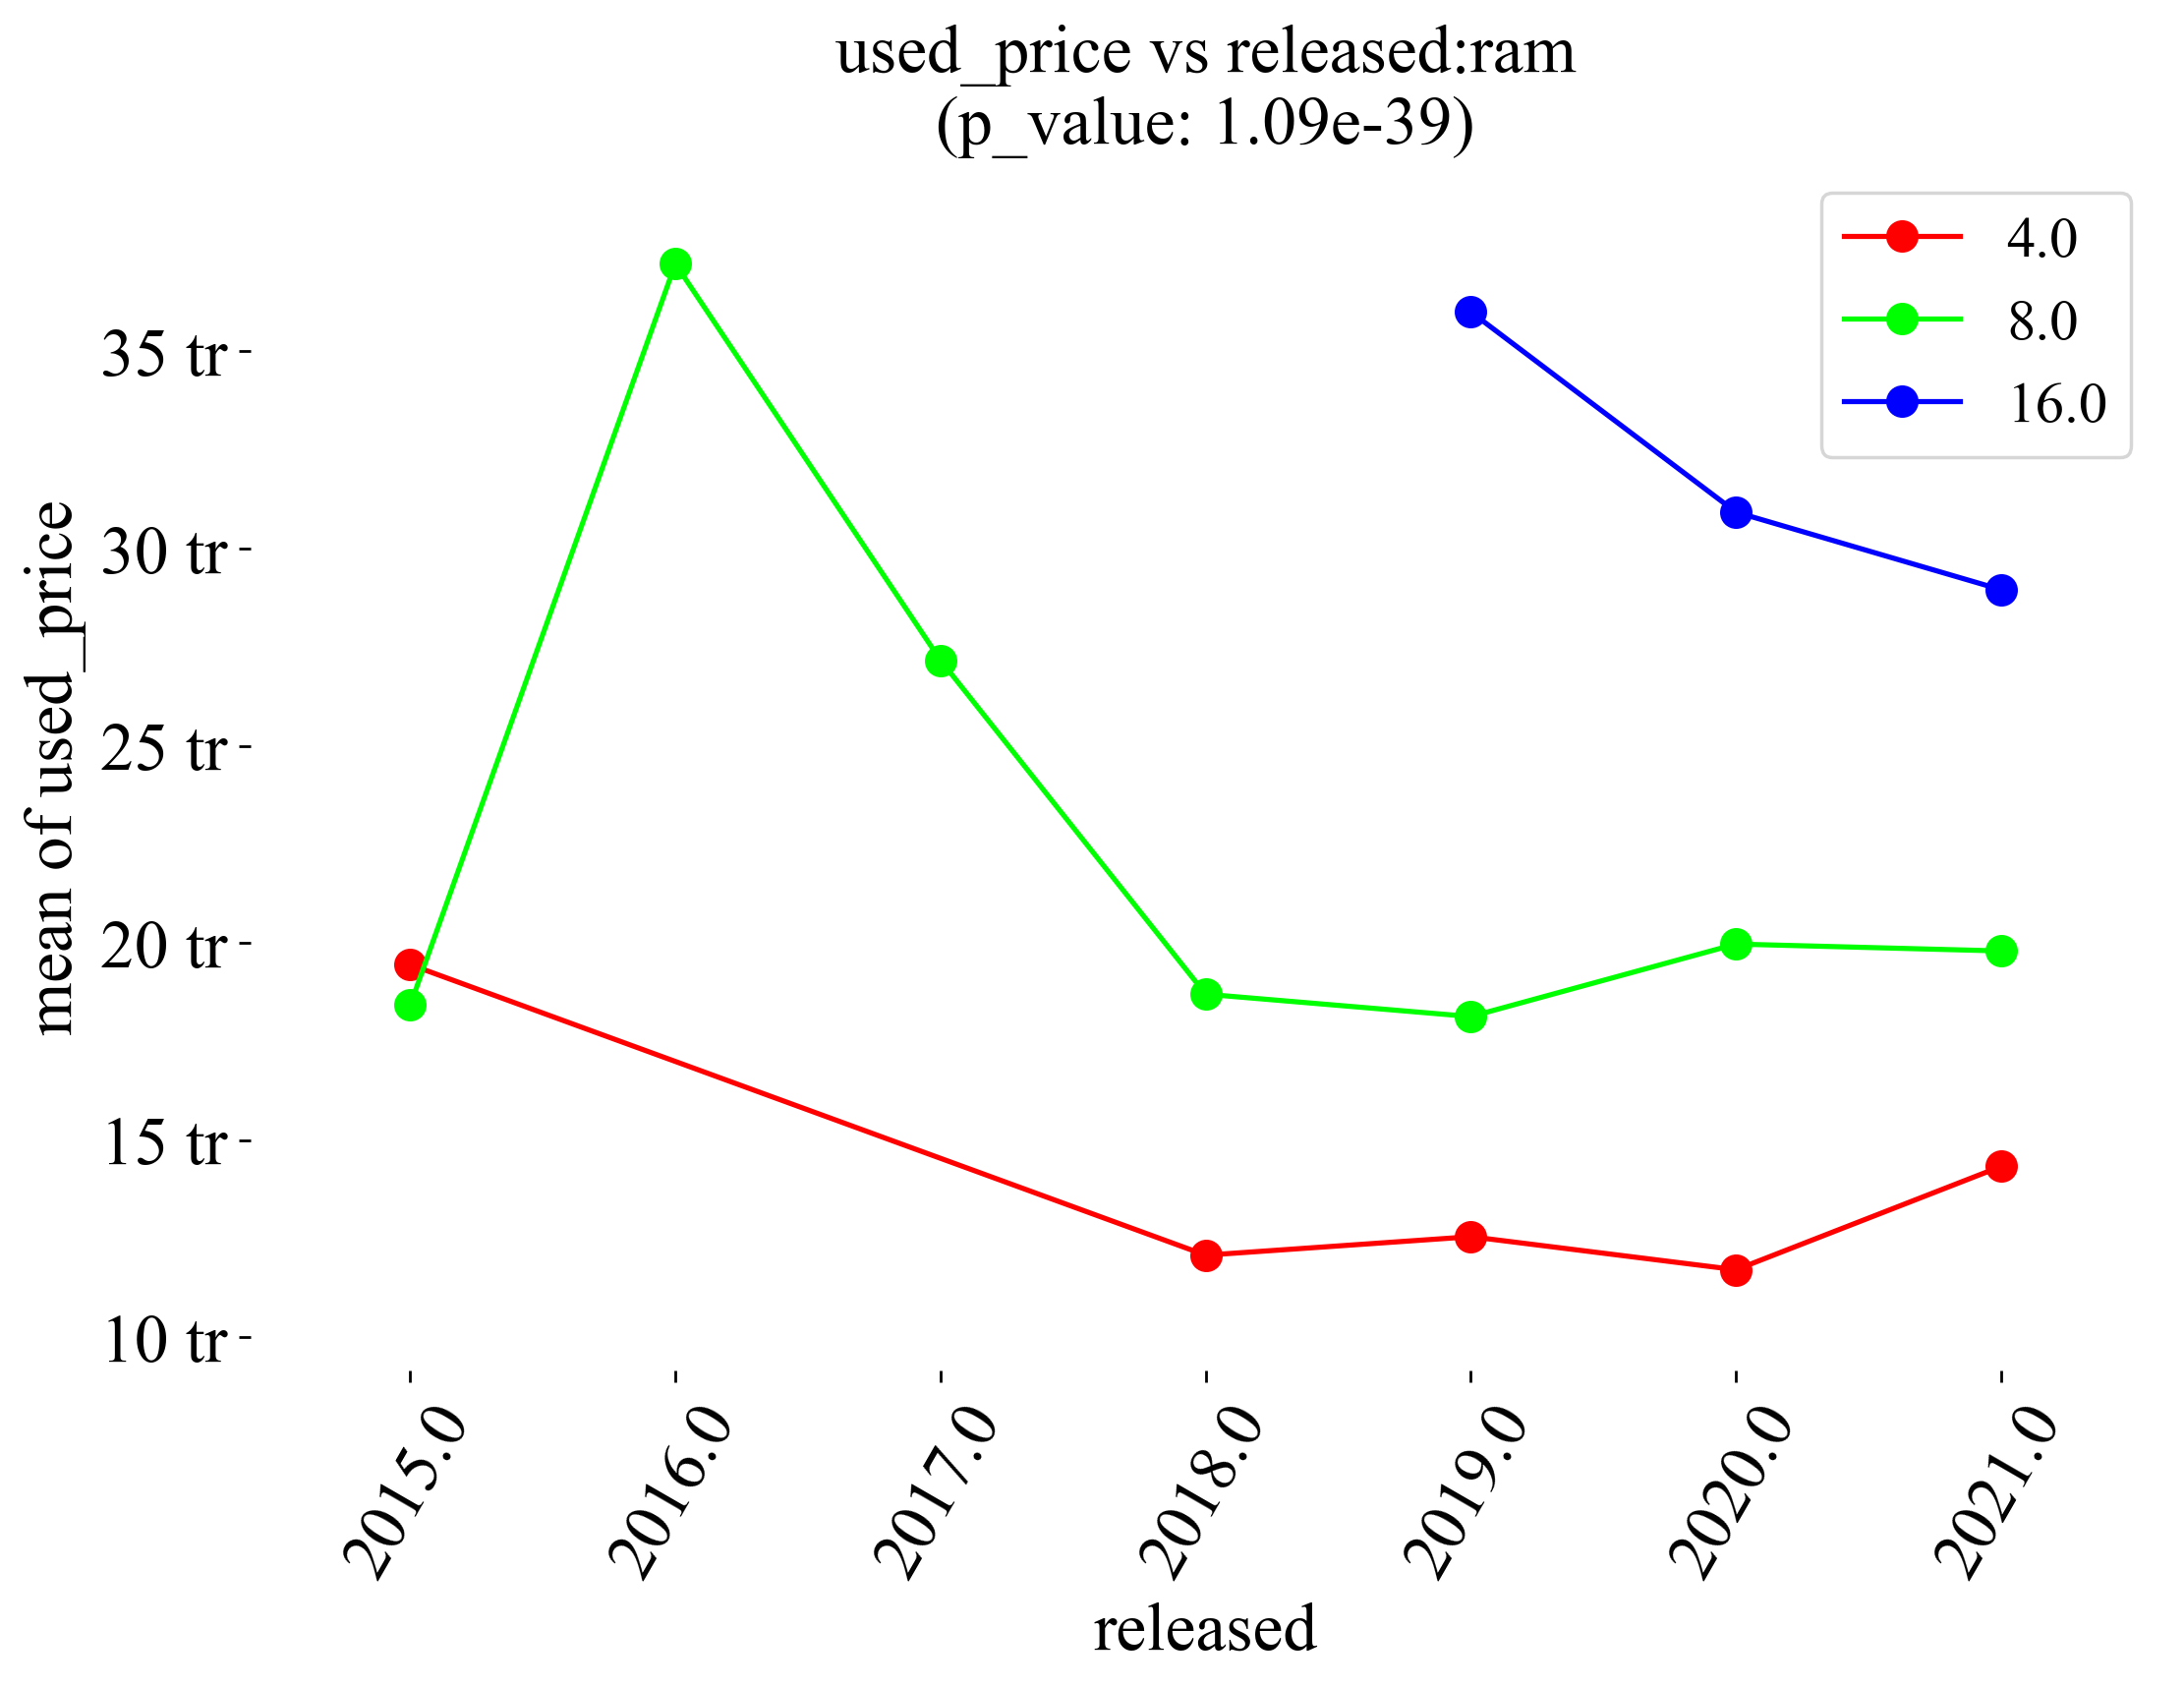 used_price vs released:ram
(p_value: 1.09e-39)
4.0
8.0
16.0
mean of used_price
35 tr
30 tr
25 tr
20 tr
15 tr
10 tr
2015.0
2016.0
2017.0
2018.0
2019.0
2020.0
2021.0
released